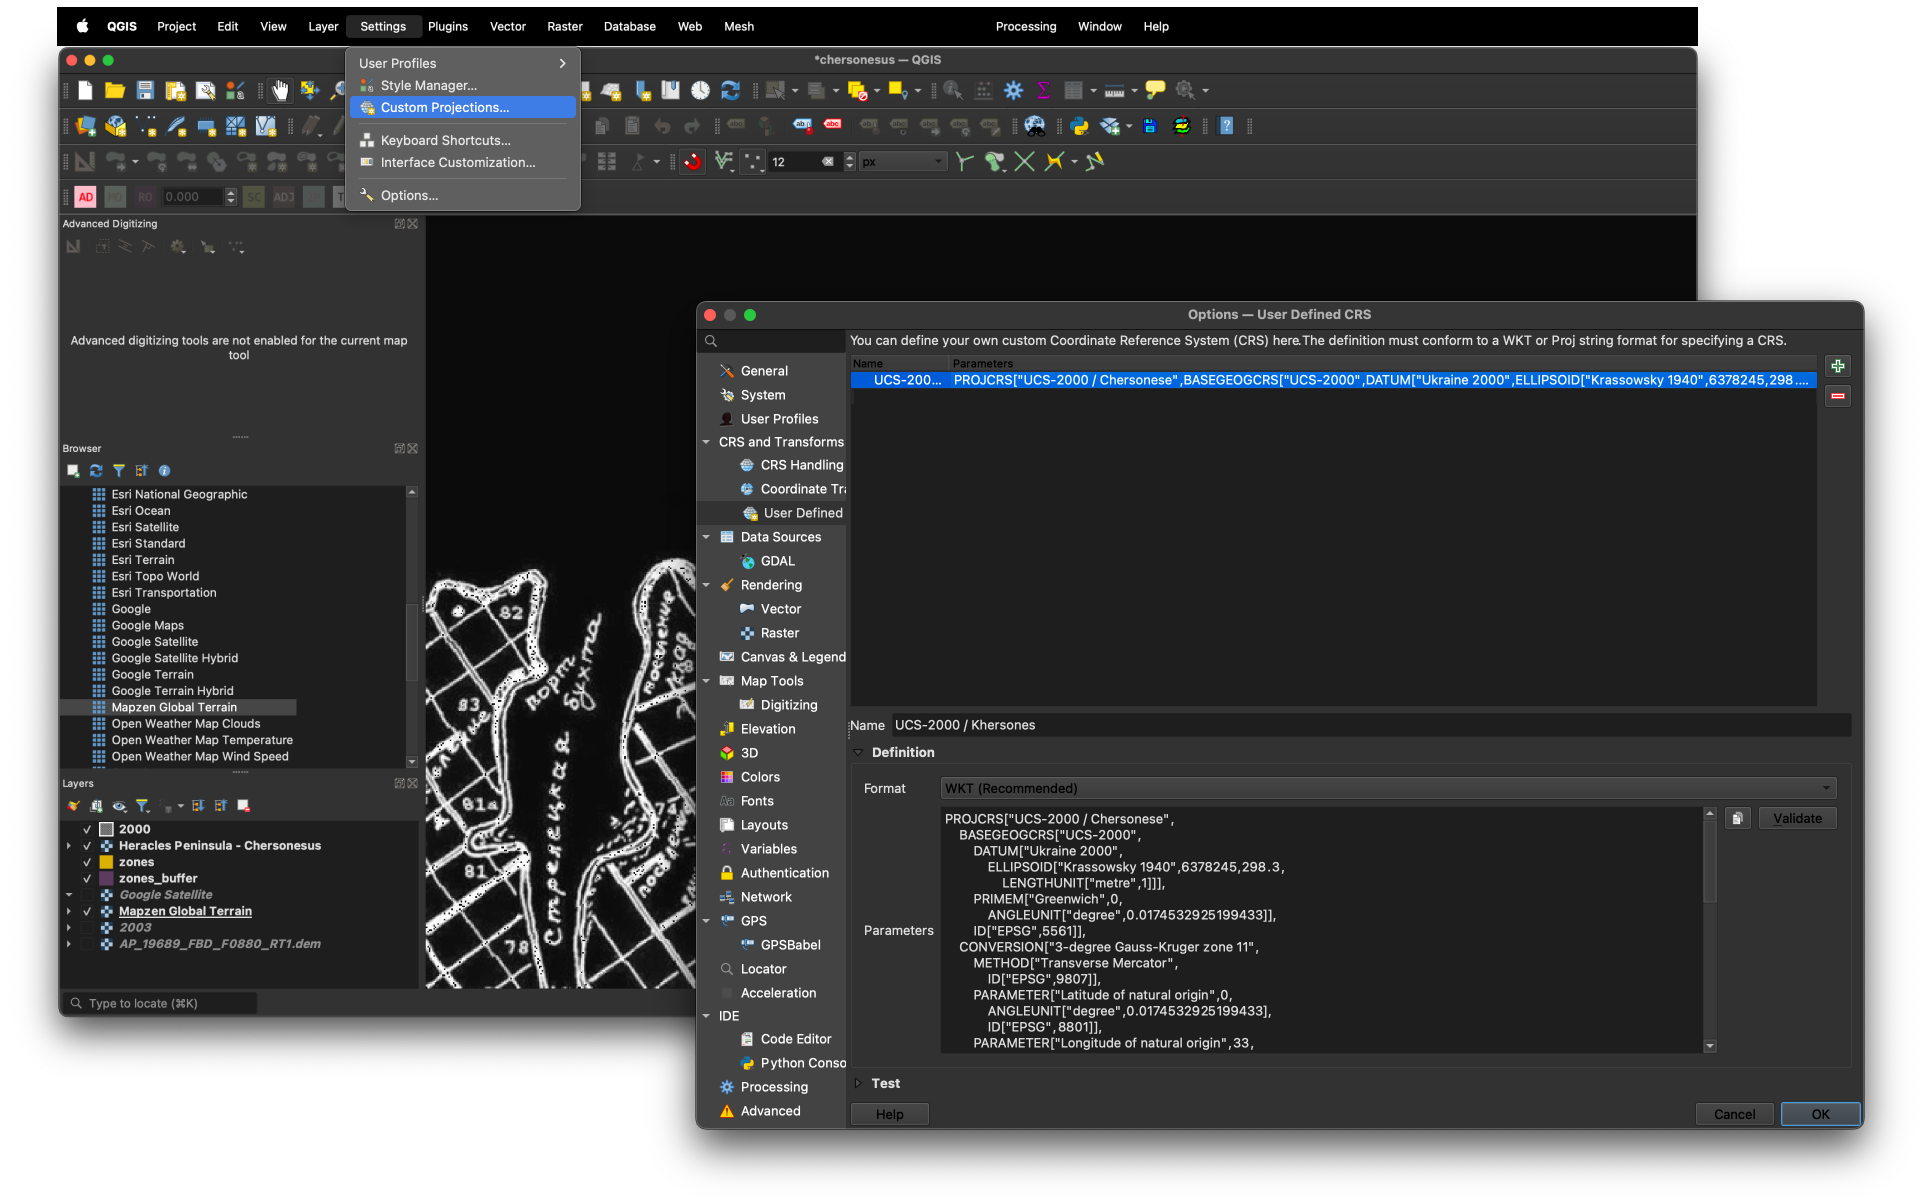 QGIS Project Edit View Layer Settings Plugins Vector Raster Database Web Mesh Processing Window Help
*chersonesus — QGIS
User Profiles
Style Manager...
Custom Projections...
Keyboard Shortcuts...
Interface Customization...
Options...
12 px
AD PO RO 0.000 SC ADJ
Advanced Digitizing
Advanced digitizing tools are not enabled for the current map
tool
Browser
Esri National Geographic
Esri Ocean
Esri Satellite
Esri Standard
Esri Terrain
Esri Topo World
Esri Transportation
Google
Google Maps
Google Satellite
Google Satellite Hybrid
Google Terrain
Google Terrain Hybrid
Mapzen Global Terrain
Open Weather Map Clouds
Open Weather Map Temperature
Open Weather Map Wind Speed
Layers
2000
Heracles Peninsula - Chersonesus
zones
zones_buffer
Google Satellite
Mapzen Global Terrain
2003
AP_19689_FBD_F0880_RT1.dem
Type to locate (⌘K)
82
83
81a
81
78
74
порт
бухта
Стрелецкая
Options — User Defined CRS
General
System
User Profiles
CRS and Transforms
CRS Handling
Coordinate Tra
User Defined
Data Sources
GDAL
Rendering
Vector
Raster
Canvas & Legend
Map Tools
Digitizing
Elevation
3D
Colors
Fonts
Layouts
Variables
Authentication
Network
GPS
GPSBabel
Locator
Acceleration
IDE
Code Editor
Python Conso
Processing
Advanced
You can define your own custom Coordinate Reference System (CRS) here.The definition must conform to a WKT or Proj string format for specifying a CRS.
Name Parameters
UCS-200... PROJCRS["UCS-2000 / Chersonese",BASEGEOGCRS["UCS-2000",DATUM["Ukraine 2000",ELLIPSOID["Krassowsky 1940",6378245,298....
Name UCS-2000 / Khersones
Definition
Format WKT (Recommended)
Parameters
PROJCRS["UCS-2000 / Chersonese",
BASEGEOGCRS["UCS-2000",
DATUM["Ukraine 2000",
ELLIPSOID["Krassowsky 1940",6378245,298.3,
LENGTHUNIT["metre",1]]],
PRIMEM["Greenwich",0,
ANGLEUNIT["degree",0.0174532925199433]],
ID["EPSG",5561]],
CONVERSION["3-degree Gauss-Kruger zone 11",
METHOD["Transverse Mercator",
ID["EPSG",9807]],
PARAMETER["Latitude of natural origin",0,
ANGLEUNIT["degree",0.0174532925199433],
ID["EPSG",8801]],
PARAMETER["Longitude of natural origin",33,
Validate
Test
Help Cancel OK